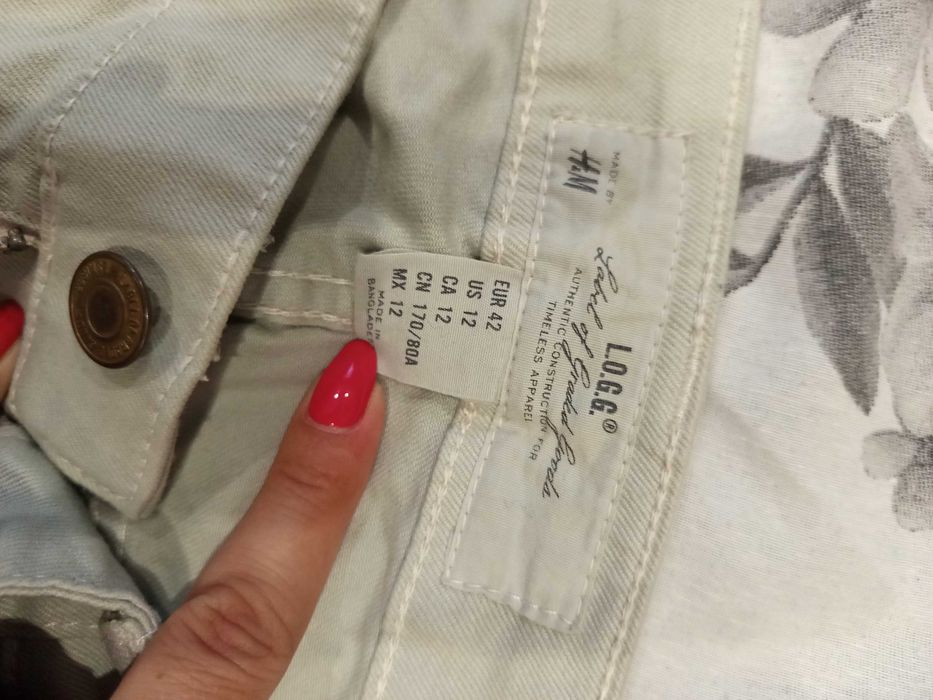 MADE BY
H&M
L.O.G.G.®
Label of Graded Goods
AUTHENTIC CONSTRUCTION FOR
TIMELESS APPAREL
EUR 42
US 12
CA 12
CN 170/80A
MX 12
MADE IN
BANGLADE